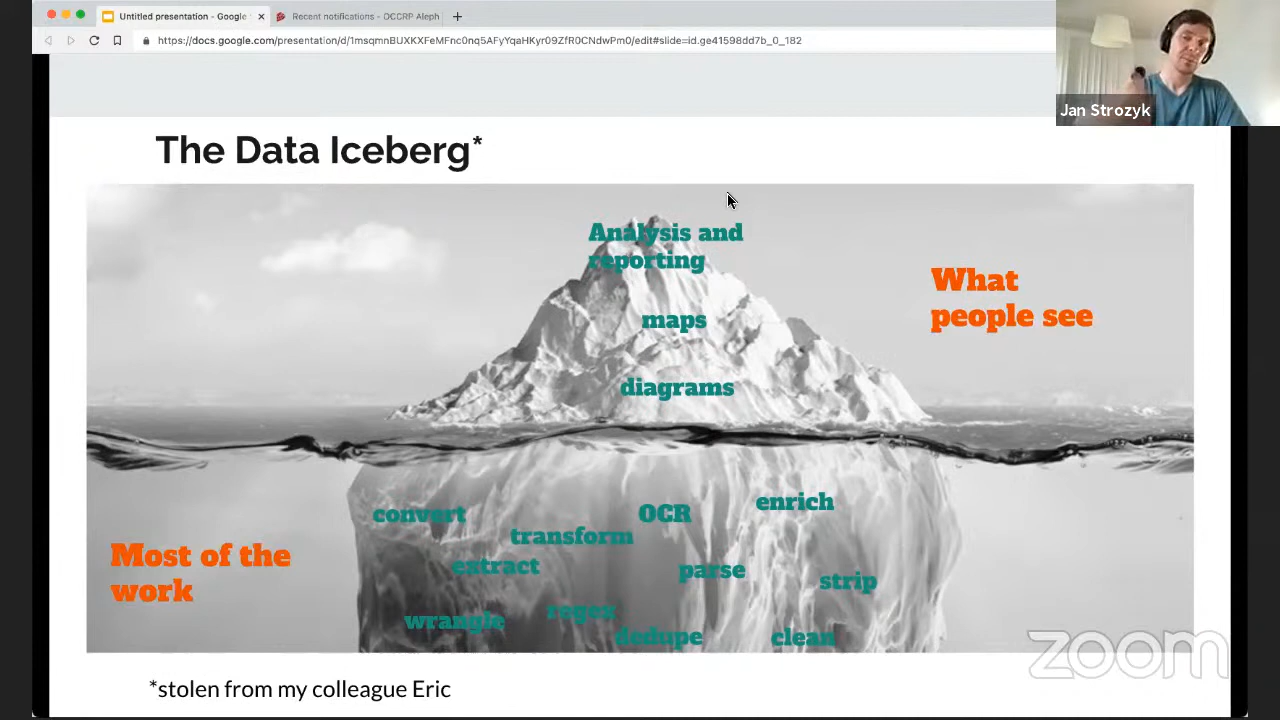 Untitled presentation - Google
Recent notifications - OCCRP Aleph
https://docs.google.com/presentation/d/1msqmnBUXKXFeMFnc0nq5AFyYqaHKyr09ZfR0CNdwPm0/edit#slide=id.ge41598dd7b_0_182
Jan Strozyk
The Data Iceberg*
Analysis and
reporting
What
people see
maps
diagrams
convert
OCR
enrich
transform
extract
parse
strip
Most of the
work
wrangle
regex
dedupe
clean
zoom
*stolen from my colleague Eric